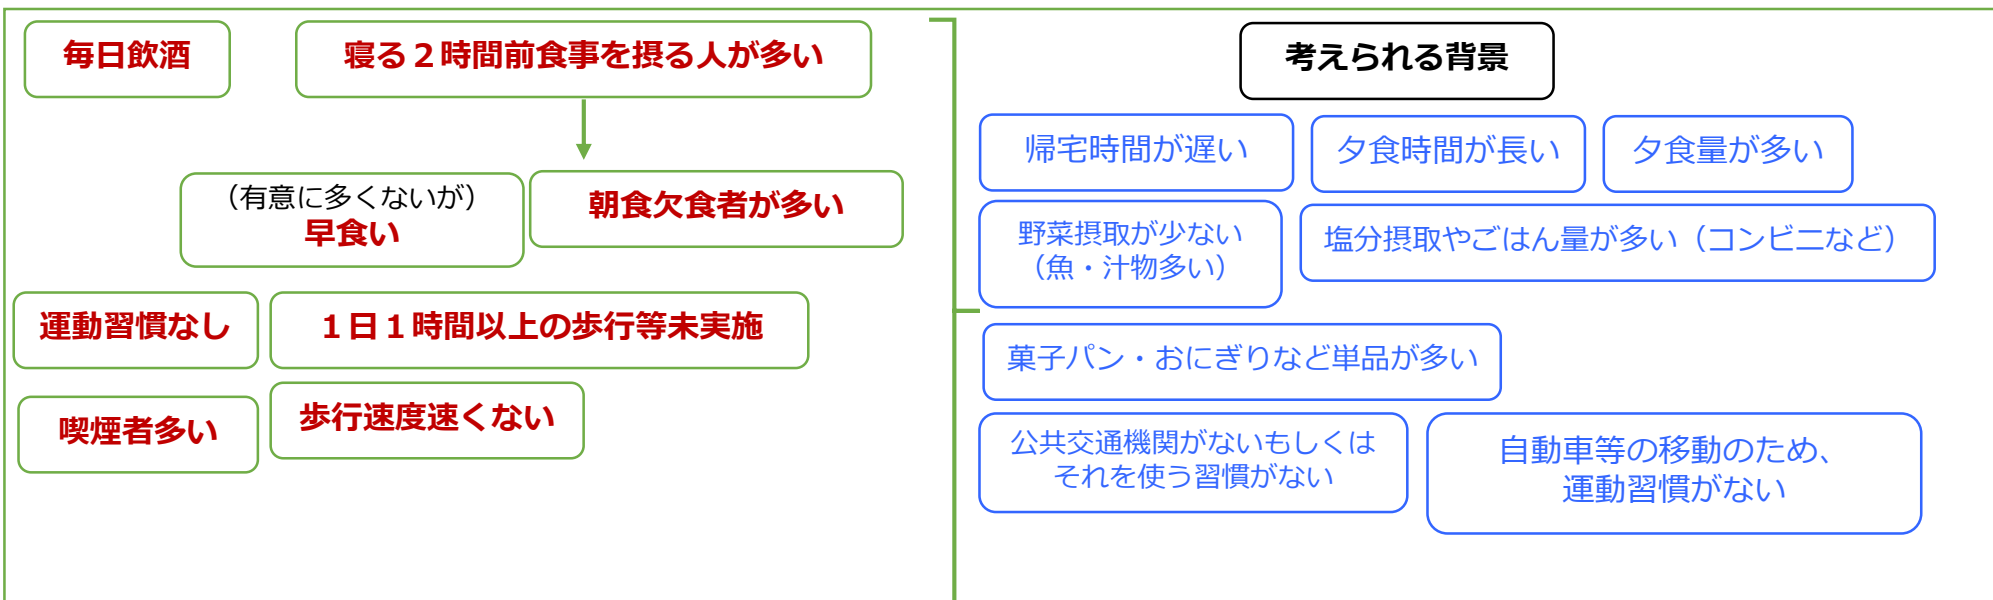 毎日飲酒
寝る２時間前食事を摂る人が多い
（有意に多くないが）
早食い
朝食欠食者が多い
運動習慣なし
１日１時間以上の歩行等未実施
喫煙者多い
歩行速度速くない
考えられる背景
帰宅時間が遅い
夕食時間が長い
夕食量が多い
野菜摂取が少ない
（魚・汁物多い）
塩分摂取やごはん量が多い（コンビニなど）
菓子パン・おにぎりなど単品が多い
公共交通機関がないもしくは
それを使う習慣がない
自動車等の移動のため、
運動習慣がない